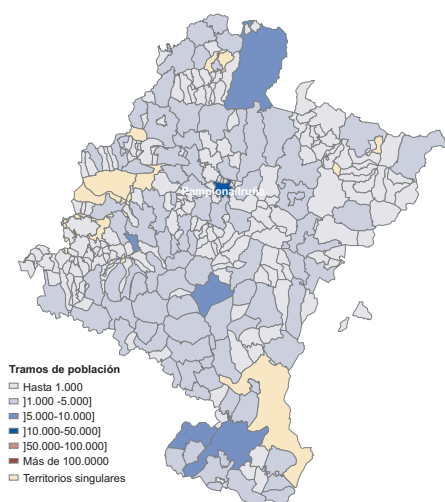 Pamplona/Iruña
Tramos de población
Hasta 1.000
]1.000 -5.000]
]5.000-10.000]
]10.000-50.000]
]50.000-100.000]
Más de 100.0000
Territorios singulares